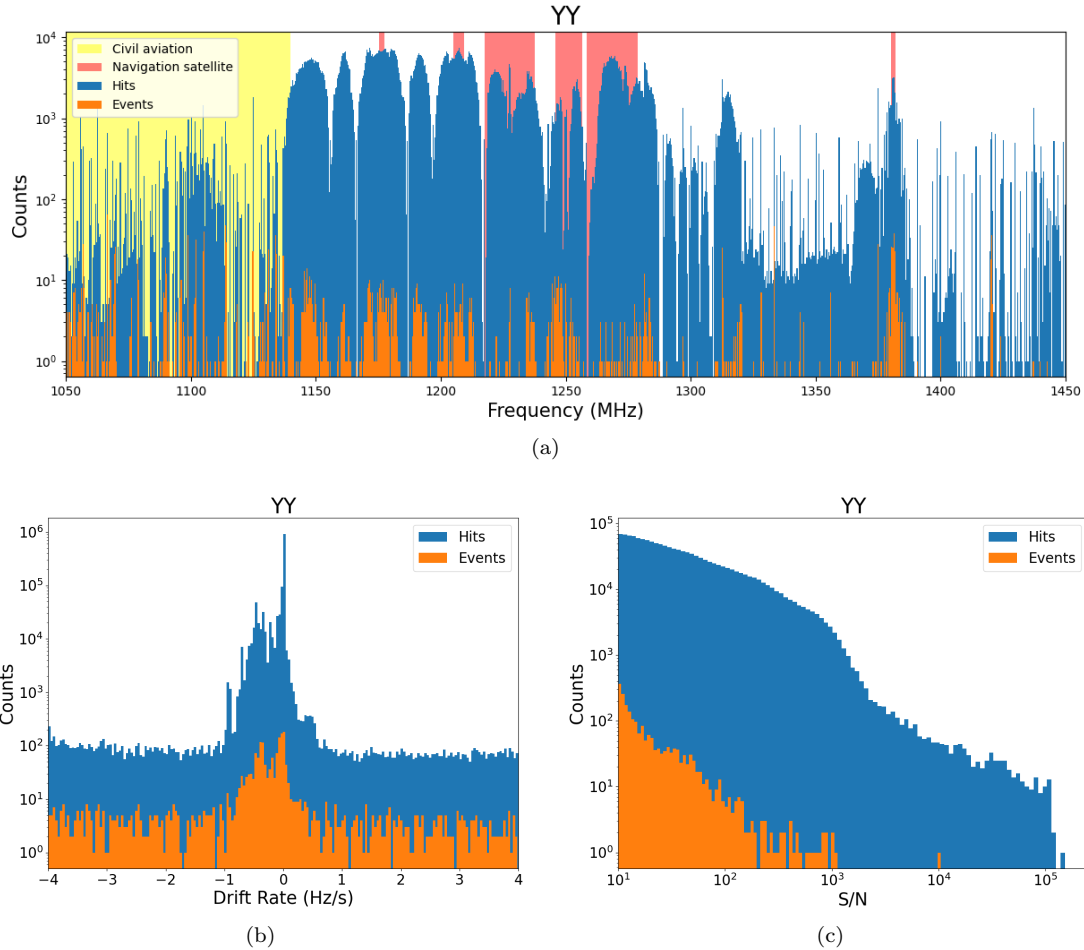 YY
10⁴
10³
10²
10¹
10⁰
Counts
Civil aviation
Navigation satellite
Hits
Events
1050 1100 1150 1200 1250 1300 1350 1400 1450
Frequency (MHz)
(a)
YY
10⁶
10⁵
10⁴
10³
10²
10¹
10⁰
Counts
Hits
Events
−4 −3 −2 −1 0 1 2 3 4
Drift Rate (Hz/s)
(b)
YY
10⁵
10⁴
10³
10²
10¹
10⁰
Counts
Hits
Events
10¹ 10² 10³ 10⁴ 10⁵
S/N
(c)